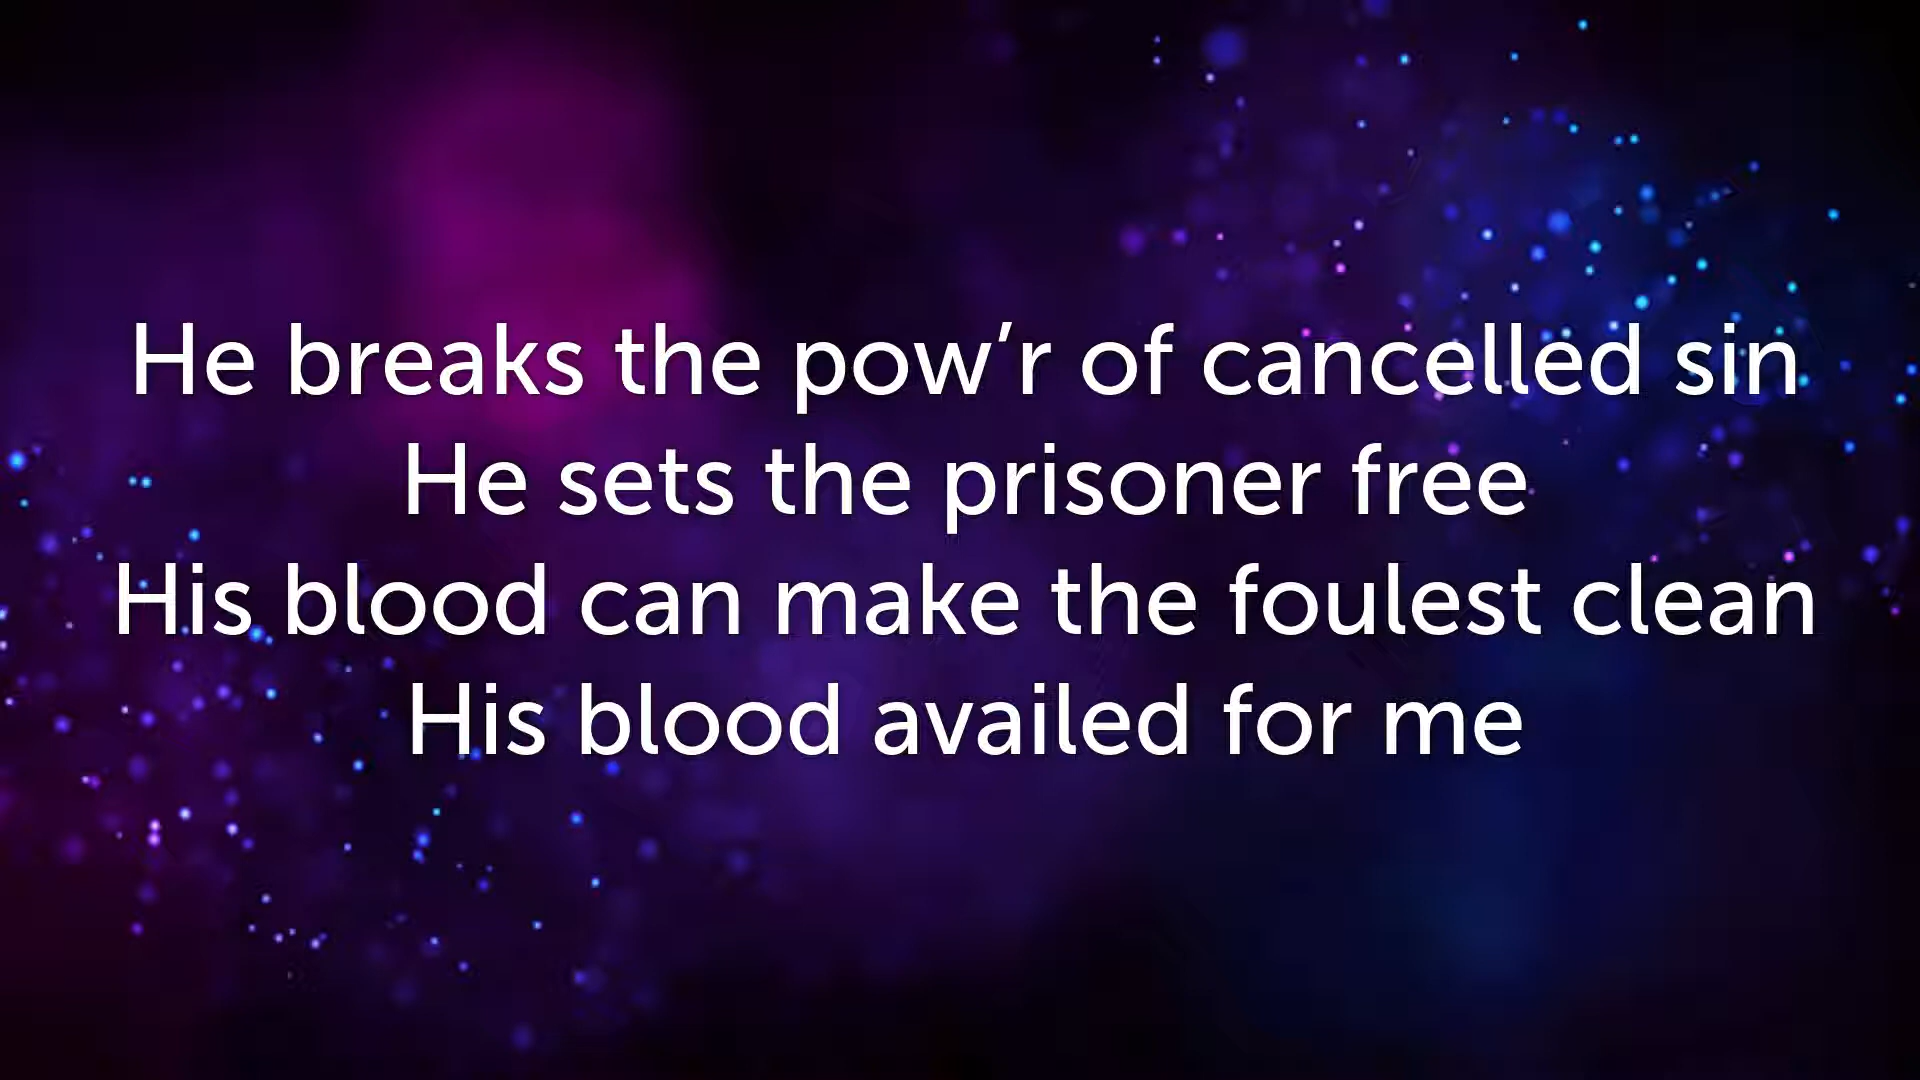 He breaks the pow’r of cancelled sin
He sets the prisoner free
His blood can make the foulest clean
His blood availed for me